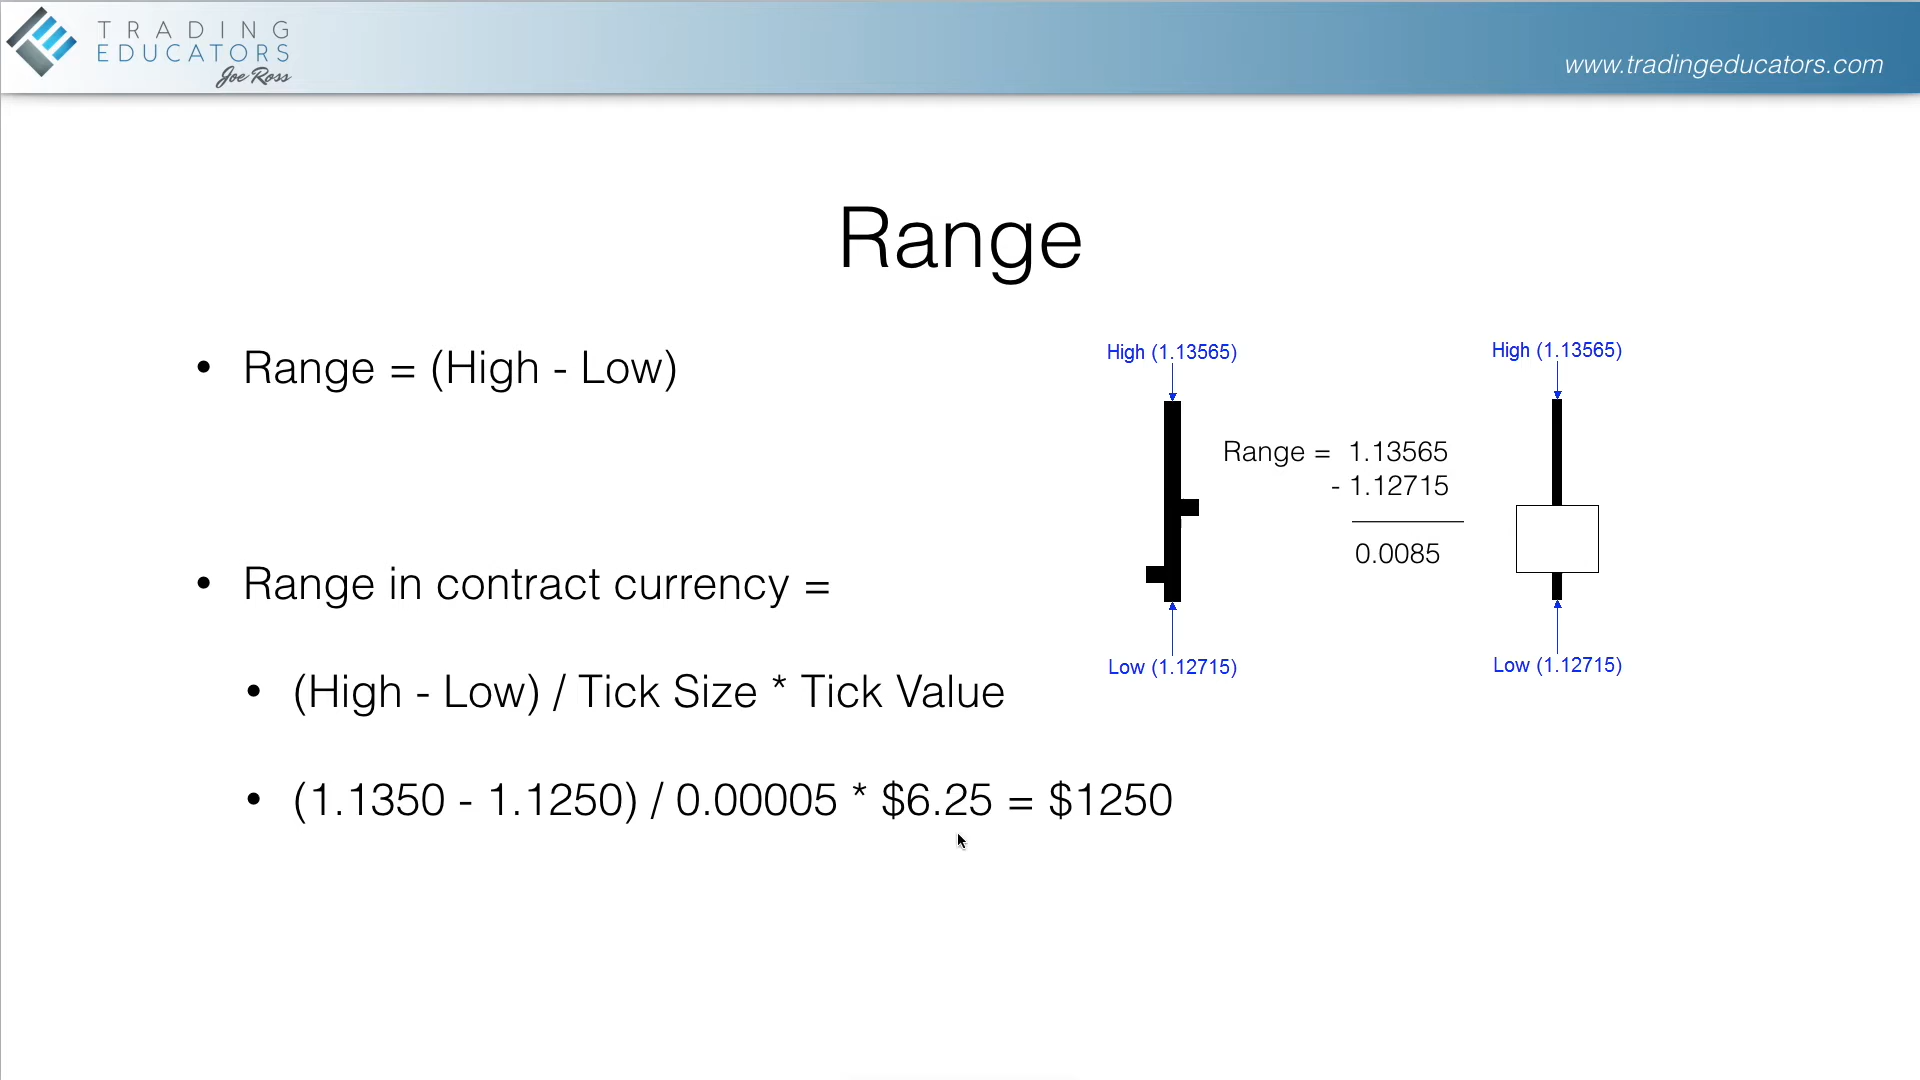 TRADING
EDUCATORS
Joe Ross
www.tradingeducators.com
Range
• Range = (High - Low)
• Range in contract currency =
• (High - Low) / Tick Size * Tick Value
• (1.1350 - 1.1250) / 0.00005 * $6.25 = $1250
High (1.13565)
Low (1.12715)
Range = 1.13565
- 1.12715
0.0085
High (1.13565)
Low (1.12715)